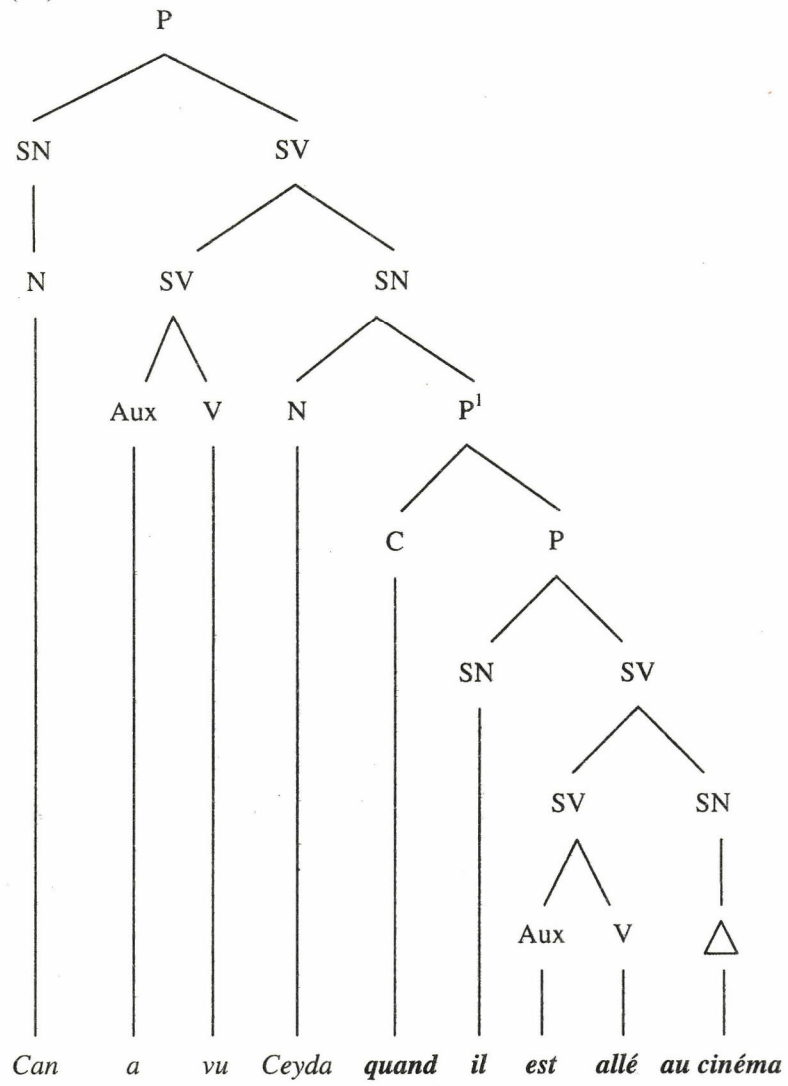 P
SN SV
N SV SN
Aux V N P¹
C P
SN SV
SV SN
Aux V
Can a vu Ceyda quand il est allé au cinéma